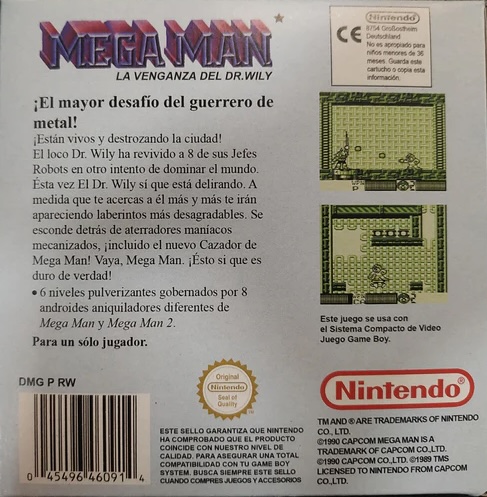 MEGA MAN
LA VENGANZA DEL DR.WILY
Nintendo
CE
8754 Großostheim
Deutschland
No es apropiado para
niños menores de 36
meses. Guarda este
cartucho o copia esta
información.
¡El mayor desafío del guerrero de
metal!
¡Están vivos y destrozando la ciudad!
El loco Dr. Wily ha revivido a 8 de sus Jefes
Robots en otro intento de dominar el mundo.
Ésta vez El Dr. Wily sí que está delirando. A
medida que te acercas a él más y más te irán
apareciendo laberintos más desagradables. Se
esconde detrás de aterradores maníacos
mecanizados, ¡incluido el nuevo Cazador de
Mega Man! Vaya, Mega Man. ¡Ésto si que es
duro de verdad!
• 6 niveles pulverizantes gobernados por 8
androides aniquiladores diferentes de
Mega Man y Mega Man 2.
Para un sólo jugador.
Este juego se usa con
el Sistema Compacto de Video
Juego Game Boy.
DMG P RW
0 45496 46091 4
Original
Nintendo
Seal of
Quality
ESTE SELLO GARANTIZA QUE NINTENDO
HA COMPROBADO QUE EL PRODUCTO
COINCIDE CON NUESTRO NIVEL DE
CALIDAD. PARA ASEGURAR UNA TOTAL
COMPATIBILIDAD CON TU GAME BOY
SYSTEM, BUSCA SIEMPRE ESTE SELLO
CUANDO COMPRES JUEGOS Y ACCESORIOS
Nintendo®
TM AND ® ARE TRADEMARKS OF NINTENDO
CO., LTD.
©1990 CAPCOM MEGA MAN IS A
TRADEMARK OF CAPCOM CO.,LTD.
©1990 CAPCOM CO.,LTD. ©1989 TMS
LICENSED TO NINTENDO FROM CAPCOM
CO.,LTD.